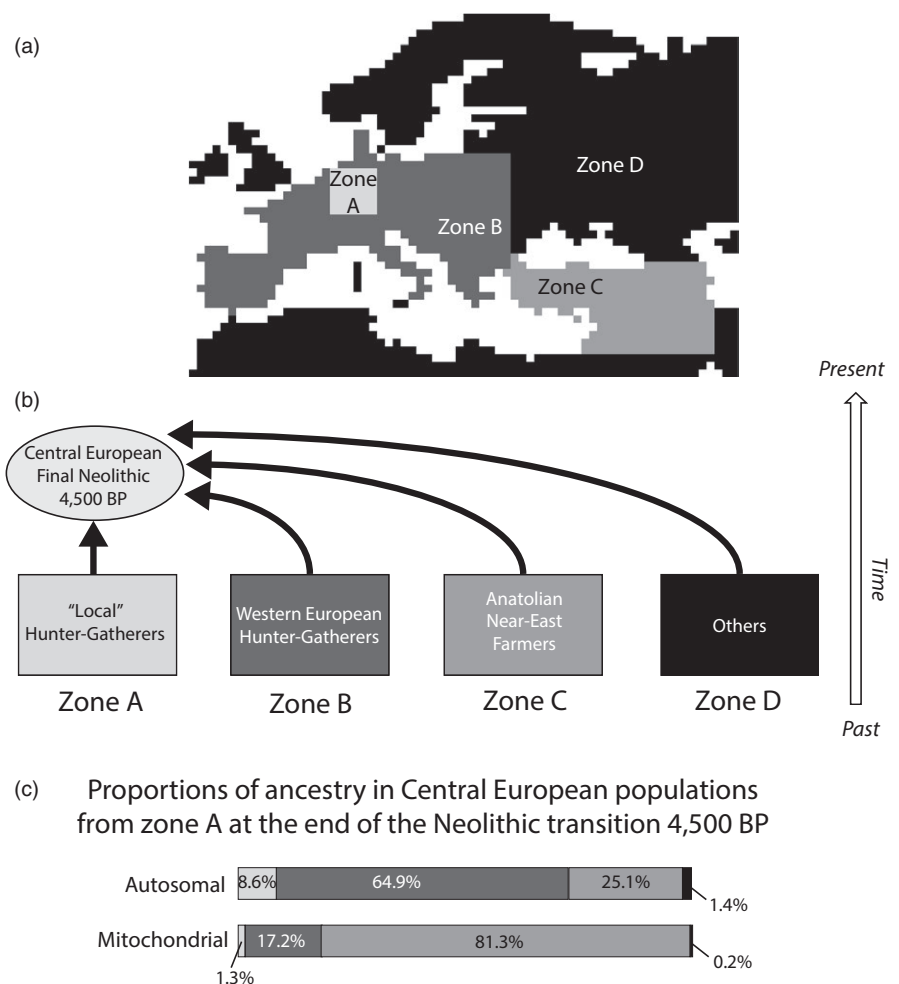 (a)
Zone
A
Zone B
Zone D
Zone C
(b)
Present
Central European
Final Neolithic
4,500 BP
"Local"
Hunter-Gatherers
Western European
Hunter-Gatherers
Anatolian
Near-East
Farmers
Others
Time
Zone A
Zone B
Zone C
Zone D
Past
(c)
Proportions of ancestry in Central European populations
from zone A at the end of the Neolithic transition 4,500 BP
Autosomal
8.6%
64.9%
25.1%
1.4%
Mitochondrial
1.3%
17.2%
81.3%
0.2%